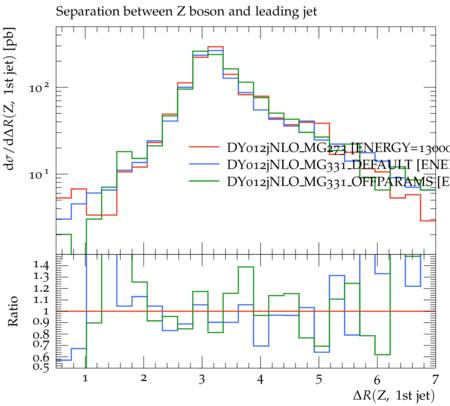 Separation between Z boson and leading jet
dσ/dΔR(Z, 1st jet) [pb]
10²
10¹
DY012jNLO_MG273 [ENERGY=13000
DY012jNLO_MG331_DEFAULT [ENE
DY012jNLO_MG331_OFFPARAMS [E
Ratio
1.4
1.3
1.2
1.1
1
0.9
0.8
0.7
0.6
0.5
1 2 3 4 5 6 7
ΔR(Z, 1st jet)